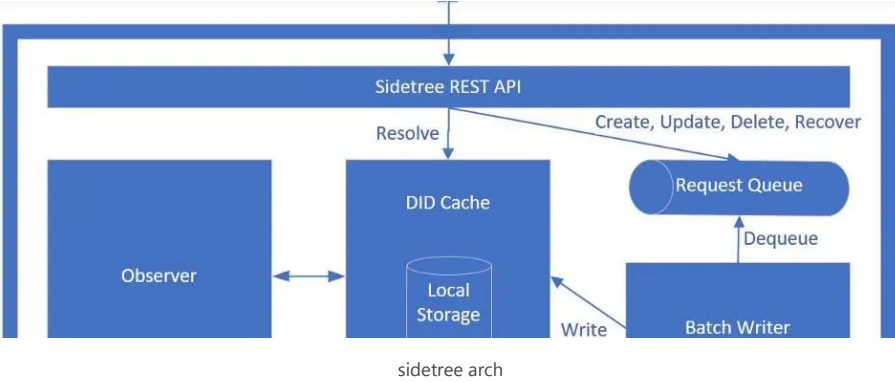 Sidetree REST API
Resolve
Create, Update, Delete, Recover
DID Cache
Request Queue
Dequeue
Observer
Local
Storage
Write
Batch Writer
sidetree arch